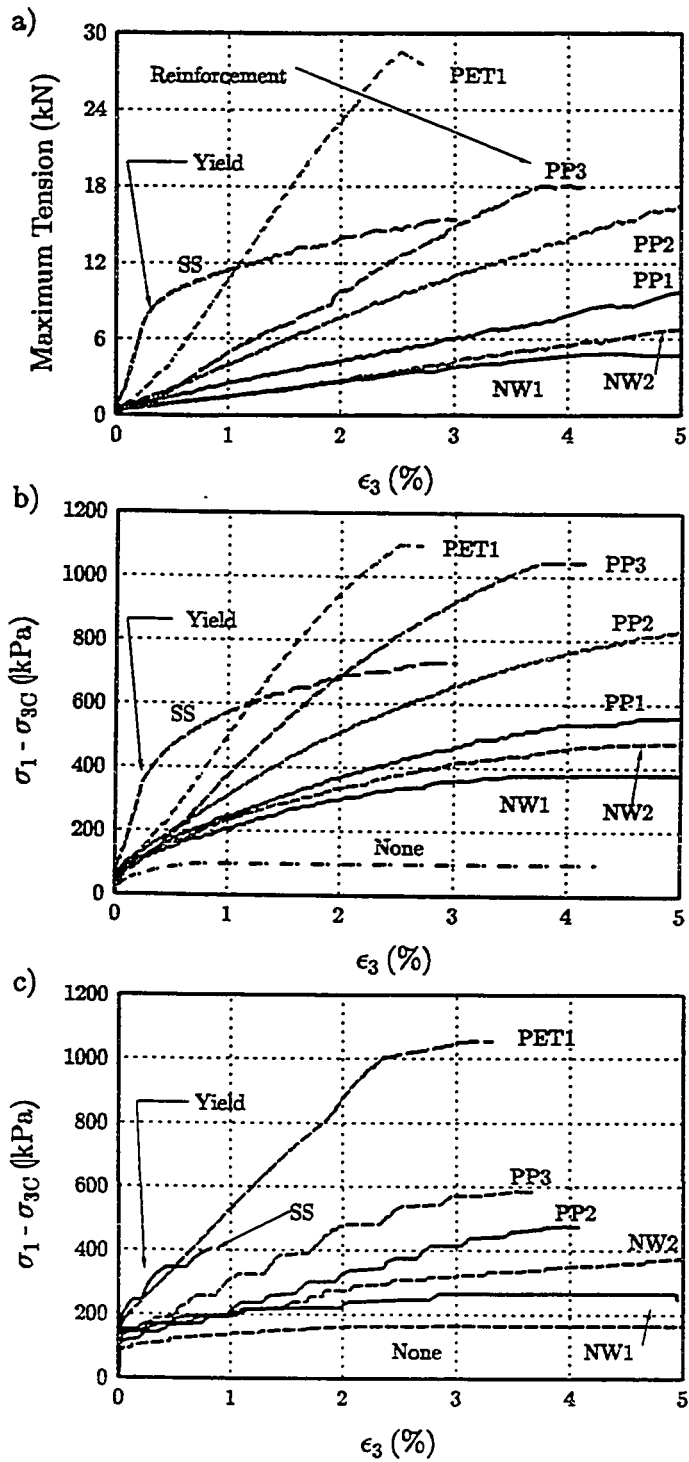 a)
Maximum Tension (kN)
30
24
18
12
6
0
Reinforcement
PET1
Yield
SS
PP3
PP2
PP1
NW1
NW2
0 1 2 3 4 5
ϵ3 (%)
b)
σ1 - σ3C (kPa)
1200
1000
800
600
400
200
0
PET1
PP3
Yield
PP2
SS
PP1
NW1
NW2
None
0 1 2 3 4 5
ϵ3 (%)
c)
σ1 - σ3C (kPa)
1200
1000
800
600
400
200
0
PET1
Yield
PP3
SS
PP2
NW2
None
NW1
0 1 2 3 4 5
ϵ3 (%)